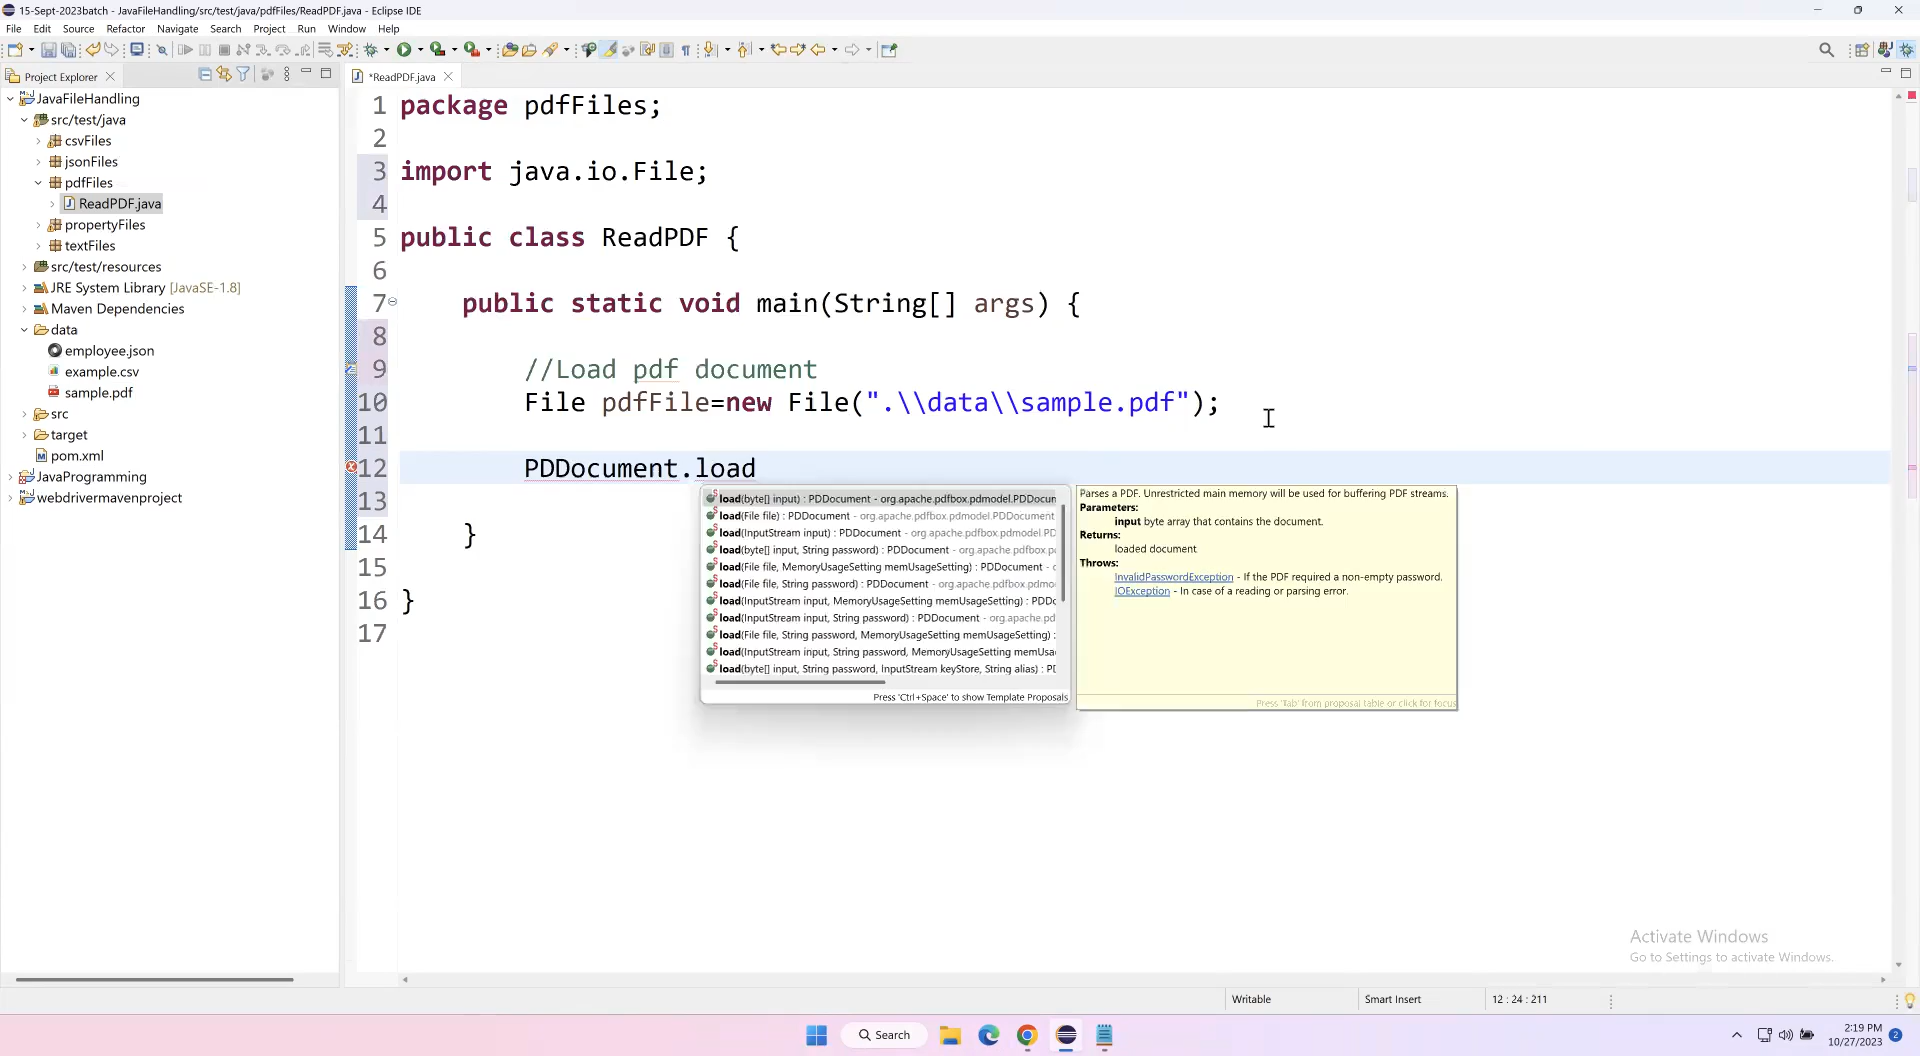 15-Sept-2023batch - JavaFileHandling/src/test/java/pdfFiles/ReadPDF.java - Eclipse IDE
File Edit Source Refactor Navigate Search Project Run Window Help
Project Explorer
*ReadPDF.java
JavaFileHandling
src/test/java
csvFiles
jsonFiles
pdfFiles
ReadPDF.java
propertyFiles
textFiles
src/test/resources
JRE System Library [JavaSE-1.8]
Maven Dependencies
data
employee.json
example.csv
sample.pdf
src
target
pom.xml
JavaProgramming
webdrivermavenproject
1 package pdfFiles;
2
3 import java.io.File;
4
5 public class ReadPDF {
6
7 public static void main(String[] args) {
8
9 //Load pdf document
10 File pdfFile=new File(".\\data\\sample.pdf");
11
12 PDDocument.load
13
14 }
15
16 }
17
load(byte[] input) : PDDocument - org.apache.pdfbox.pdmodel.PDDocum
load(File file) : PDDocument - org.apache.pdfbox.pdmodel.PDDocument
load(InputStream input) : PDDocument - org.apache.pdfbox.pdmodel.PD
load(byte[] input, String password) : PDDocument - org.apache.pdfbox.p
load(File file, MemoryUsageSetting memUsageSetting) : PDDocument - 
load(File file, String password) : PDDocument - org.apache.pdfbox.pdmo
load(InputStream input, MemoryUsageSetting memUsageSetting) : PDDo
load(InputStream input, String password) : PDDocument - org.apache.pd
load(File file, String password, MemoryUsageSetting memUsageSetting) :
load(InputStream input, String password, MemoryUsageSetting memUsa
load(byte[] input, String password, InputStream keyStore, String alias) : PD
Press 'Ctrl+Space' to show Template Proposals
Parses a PDF. Unrestricted main memory will be used for buffering PDF streams.
Parameters:
input byte array that contains the document.
Returns:
loaded document
Throws:
InvalidPasswordException - If the PDF required a non-empty password.
IOException - In case of a reading or parsing error.
Press 'Tab' from proposal table or click for focus
Activate Windows
Go to Settings to activate Windows.
Writable
Smart Insert
12 : 24 : 211
Search
2:19 PM
10/27/2023
2